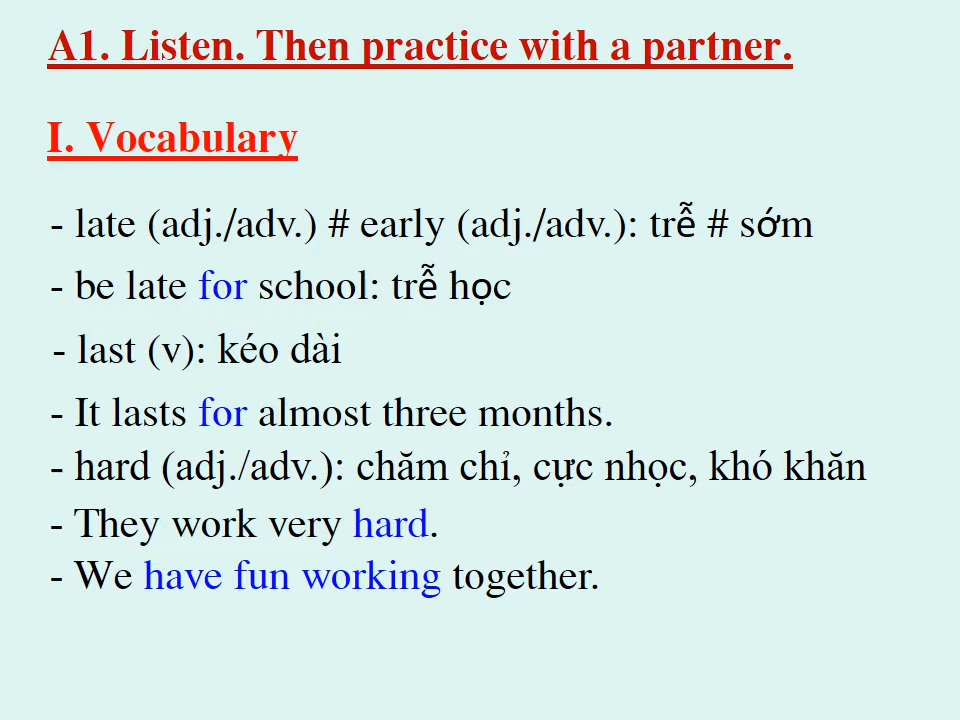 A1. Listen. Then practice with a partner.
I. Vocabulary
- late (adj./adv.) # early (adj./adv.): trễ # sớm
- be late for school: trễ học
- last (v): kéo dài
- It lasts for almost three months.
- hard (adj./adv.): chăm chỉ, cực nhọc, khó khăn
- They work very hard.
- We have fun working together.